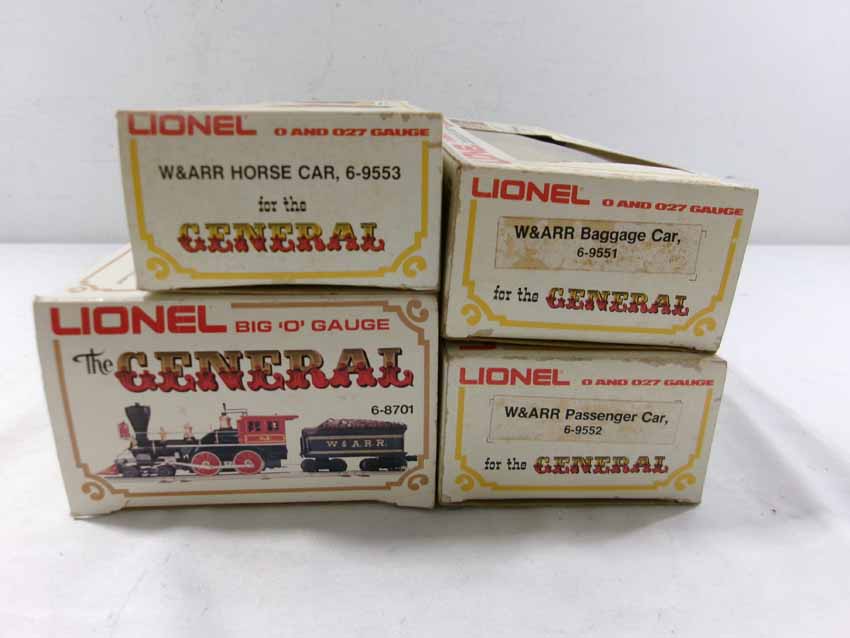 LIONEL O AND O27 GAUGE
W&ARR HORSE CAR, 6-9553
for the
GENERAL
LIONEL O AND O27 GAUGE
W&ARR Baggage Car,
6-9551
for the GENERAL
LIONEL BIG 'O' GAUGE
The GENERAL
6-8701
W & A R.R.
LIONEL O AND O27 GAUGE
W&ARR Passenger Car,
6-9552
for the GENERAL